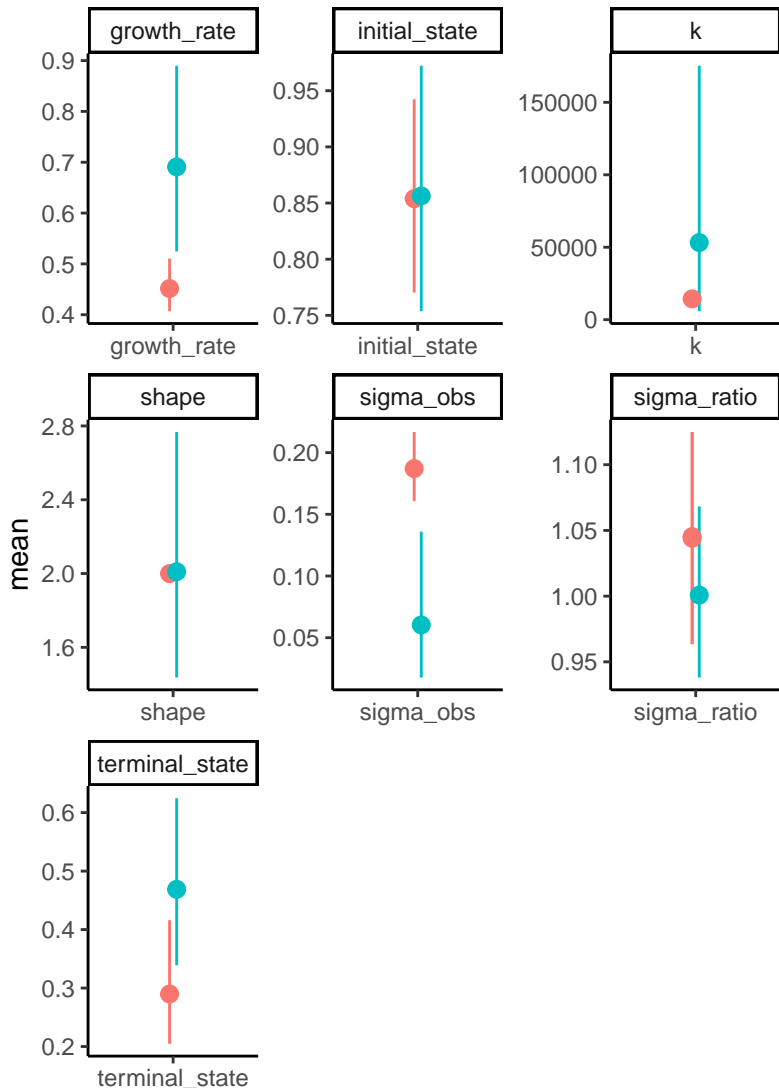 growth_rate
initial_state
k
0.9
0.8
0.7
0.6
0.5
0.4
0.95
0.90
0.85
0.80
0.75
150000
100000
50000
0
growth_rate
initial_state
k
shape
sigma_obs
sigma_ratio
mean
2.8
2.4
2.0
1.6
0.20
0.15
0.10
0.05
1.10
1.05
1.00
0.95
shape
sigma_obs
sigma_ratio
terminal_state
0.6
0.5
0.4
0.3
0.2
terminal_state